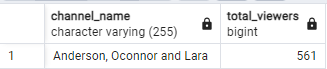 channel_name
character varying (255)
total_viewers
bigint
1 Anderson, Oconnor and Lara 561